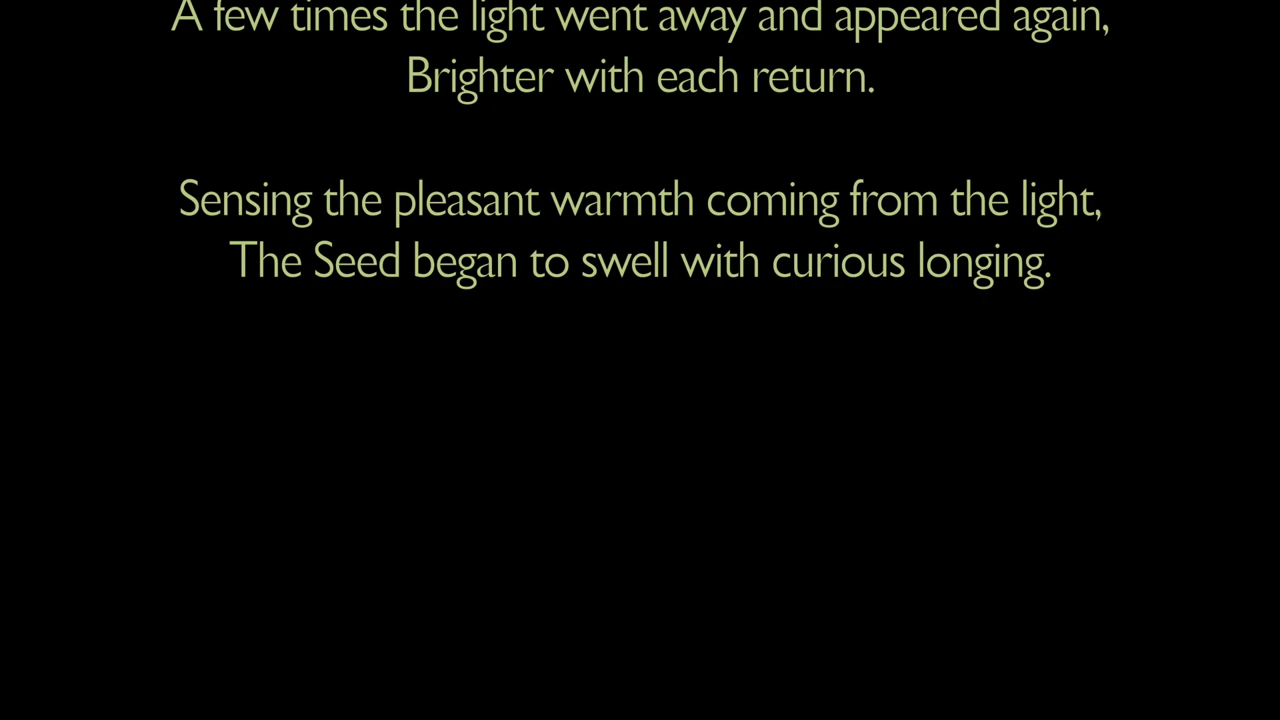 A few times the light went away and appeared again,
Brighter with each return.
Sensing the pleasant warmth coming from the light,
The Seed began to swell with curious longing.